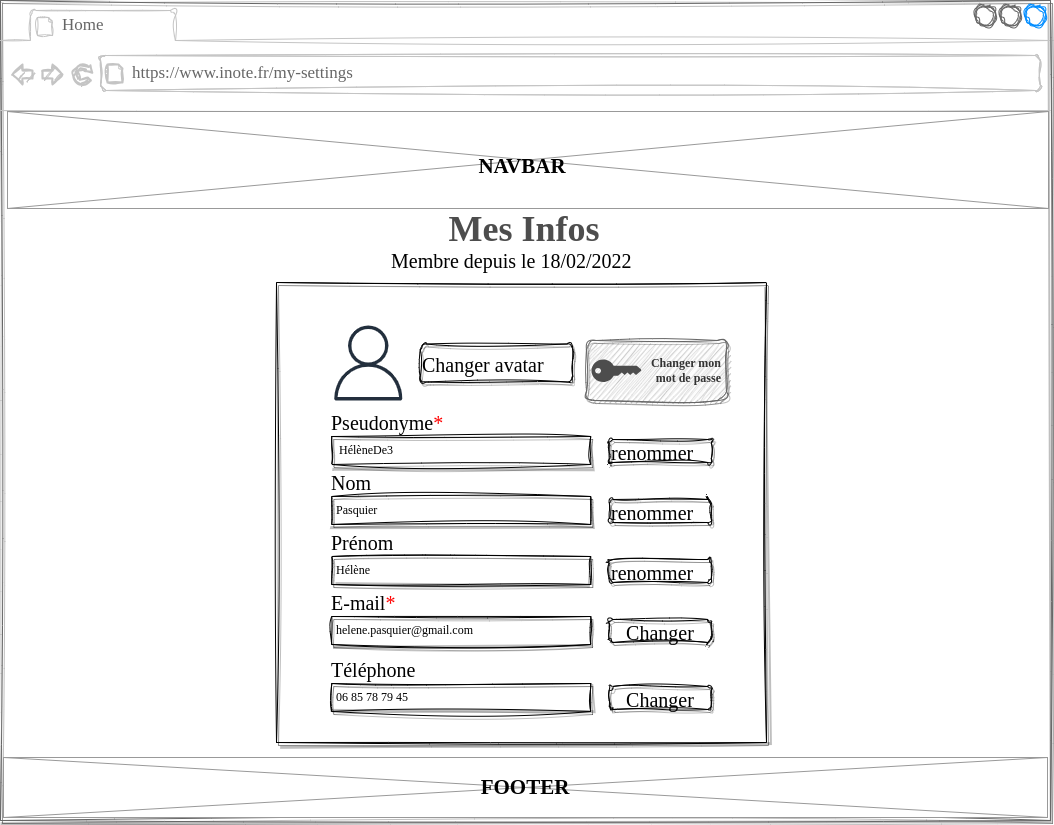 Home
https://www.inote.fr/my-settings
NAVBAR
Mes Infos
Membre depuis le 18/02/2022
Changer avatar
Changer mon
mot de passe
Pseudonyme*
HélèneDe3
renommer
Nom
Pasquier
renommer
Prénom
Hélène
renommer
E-mail*
helene.pasquier@gmail.com
Changer
Téléphone
06 85 78 79 45
Changer
FOOTER